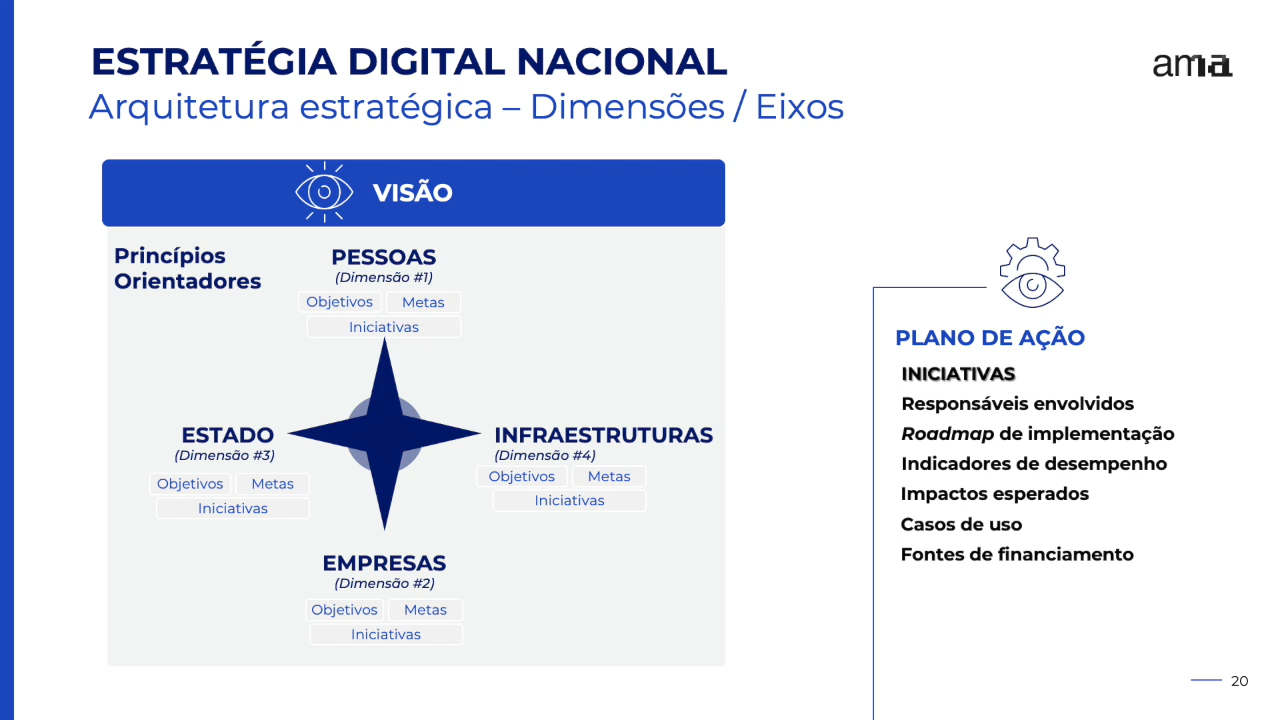 ESTRATÉGIA DIGITAL NACIONAL
Arquitetura estratégica – Dimensões / Eixos
ama
VISÃO
Princípios
Orientadores
PESSOAS
(Dimensão #1)
Objetivos Metas
Iniciativas
ESTADO
(Dimensão #3)
Objetivos Metas
Iniciativas
INFRAESTRUTURAS
(Dimensão #4)
Objetivos Metas
Iniciativas
EMPRESAS
(Dimensão #2)
Objetivos Metas
Iniciativas
PLANO DE AÇÃO
INICIATIVAS
Responsáveis envolvidos
Roadmap de implementação
Indicadores de desempenho
Impactos esperados
Casos de uso
Fontes de financiamento
20